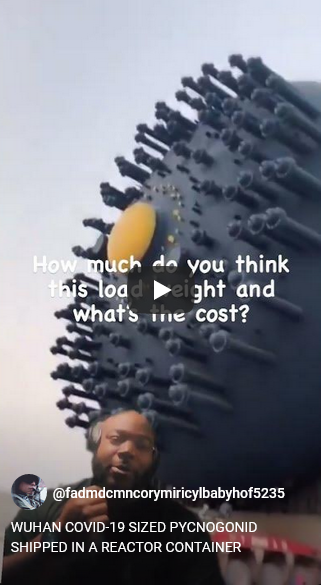 How much do you think
this load weight and
what's the cost?
@fadmdcmncorymiricylbabyhof5235
WUHAN COVID-19 SIZED PYCNOGONID
SHIPPED IN A REACTOR CONTAINER